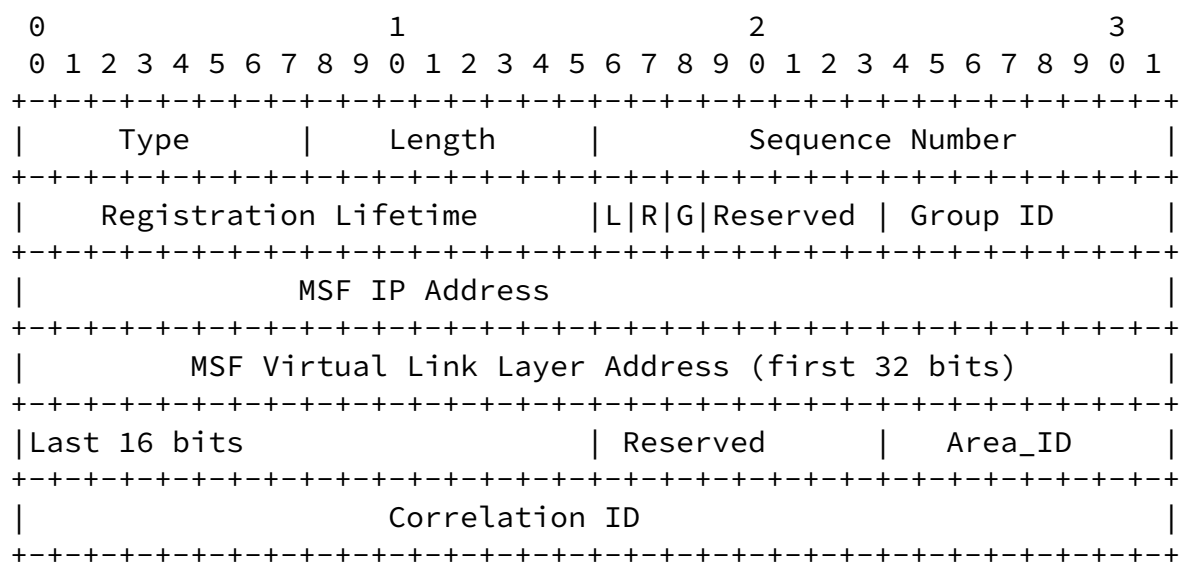 0                   1                   2                   3
 0 1 2 3 4 5 6 7 8 9 0 1 2 3 4 5 6 7 8 9 0 1 2 3 4 5 6 7 8 9 0 1
+-+-+-+-+-+-+-+-+-+-+-+-+-+-+-+-+-+-+-+-+-+-+-+-+-+-+-+-+-+-+-+-+
|     Type      |    Length     |        Sequence Number        |
+-+-+-+-+-+-+-+-+-+-+-+-+-+-+-+-+-+-+-+-+-+-+-+-+-+-+-+-+-+-+-+-+
|    Registration Lifetime      |L|R|G|Reserved | Group ID      |
+-+-+-+-+-+-+-+-+-+-+-+-+-+-+-+-+-+-+-+-+-+-+-+-+-+-+-+-+-+-+-+-+
|               MSF IP Address                                  |
+-+-+-+-+-+-+-+-+-+-+-+-+-+-+-+-+-+-+-+-+-+-+-+-+-+-+-+-+-+-+-+-+
|         MSF Virtual Link Layer Address (first 32 bits)        |
+-+-+-+-+-+-+-+-+-+-+-+-+-+-+-+-+-+-+-+-+-+-+-+-+-+-+-+-+-+-+-+-+
|Last 16 bits                   | Reserved      |   Area_ID     |
+-+-+-+-+-+-+-+-+-+-+-+-+-+-+-+-+-+-+-+-+-+-+-+-+-+-+-+-+-+-+-+-+
|                    Correlation ID                             |
+-+-+-+-+-+-+-+-+-+-+-+-+-+-+-+-+-+-+-+-+-+-+-+-+-+-+-+-+-+-+-+-+